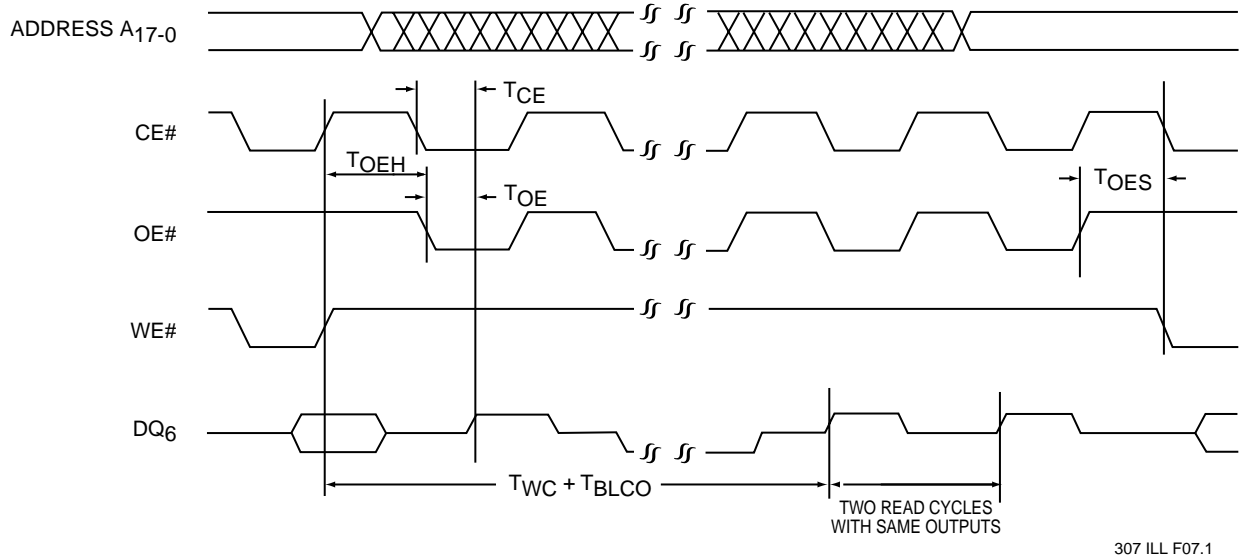 ADDRESS A17-0
TCE
CE#
TOEH
TOE
TOES
OE#
WE#
DQ6
TWC + TBLCO
TWO READ CYCLES
WITH SAME OUTPUTS
307 ILL F07.1